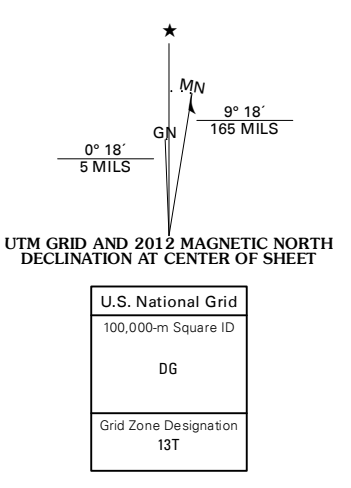 ★
MN
GN
9° 18´
165 MILS
0° 18´
5 MILS
UTM GRID AND 2012 MAGNETIC NORTH
DECLINATION AT CENTER OF SHEET
U.S. National Grid
100,000-m Square ID
DG
Grid Zone Designation
13T